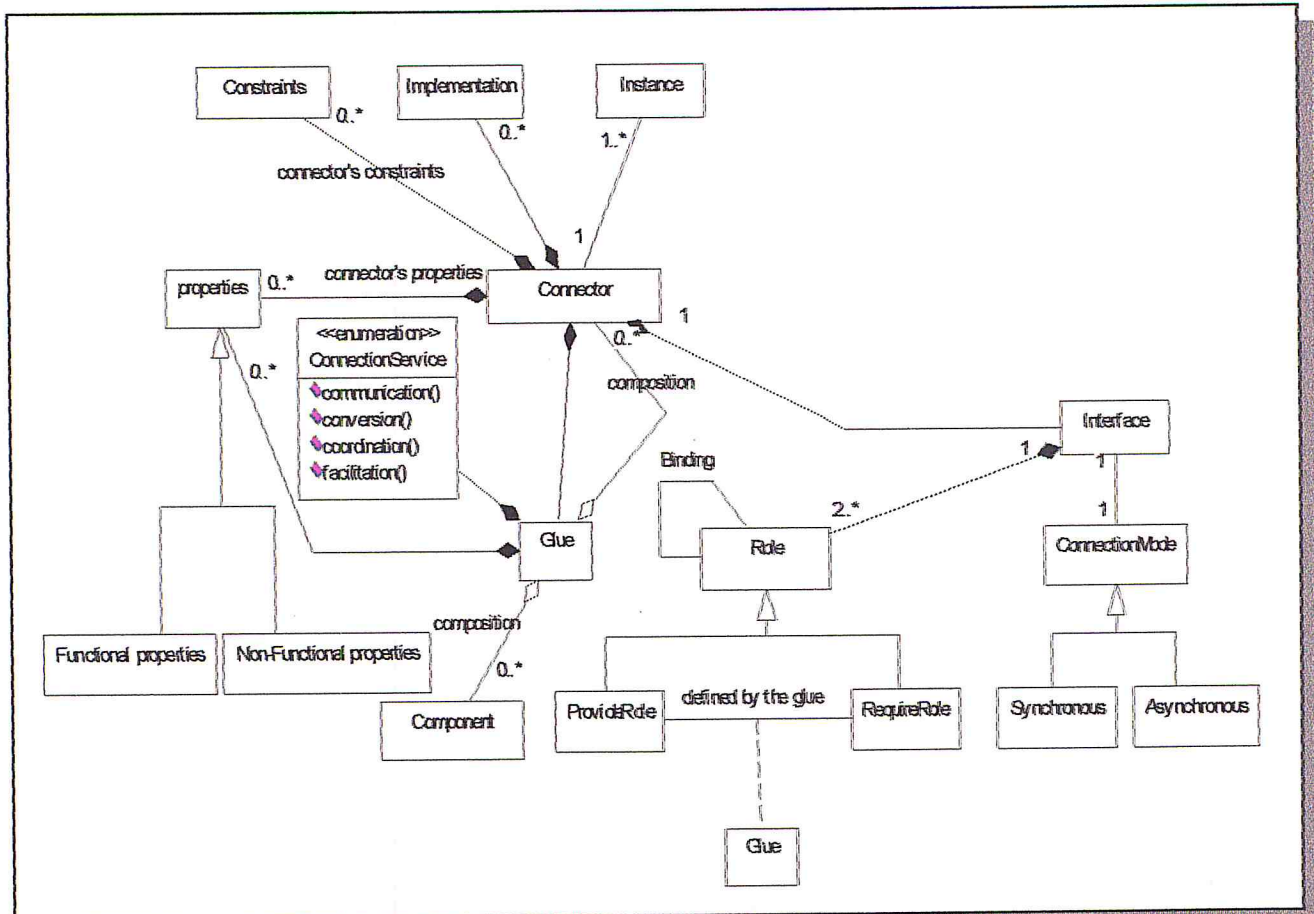 Constraints
Implementation
Instance
0..*
0..*
1..*
connector's constraints
1
properties
0..*
connector's properties
Connector
1
0..*
<<enumeration>>
ConnectionService
communication()
conversion()
coordination()
facilitation()
0..*
composition
Interface
1
1
Binding
2..*
1
Glue
Role
ConnectionMode
composition
Functional properties
Non-Functional properties
0..*
Component
ProvideRole
defined by the glue
RequireRole
Synchronous
Asynchronous
Glue